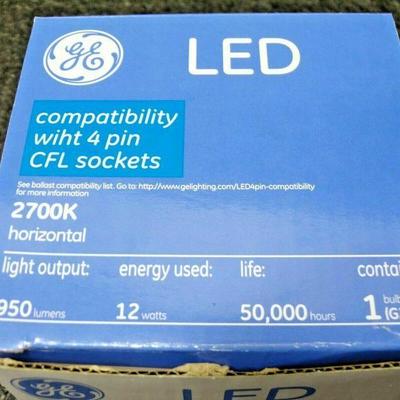 GE
LED
compatibility
wiht 4 pin
CFL sockets
See ballast compatibility list. Go to: http://www.gelighting.com/LED4pin-compatibility
for more information
2700K
horizontal
light output: energy used: life: contai
950 lumens 12 watts 50,000 hours 1 bulb (G
GE LED